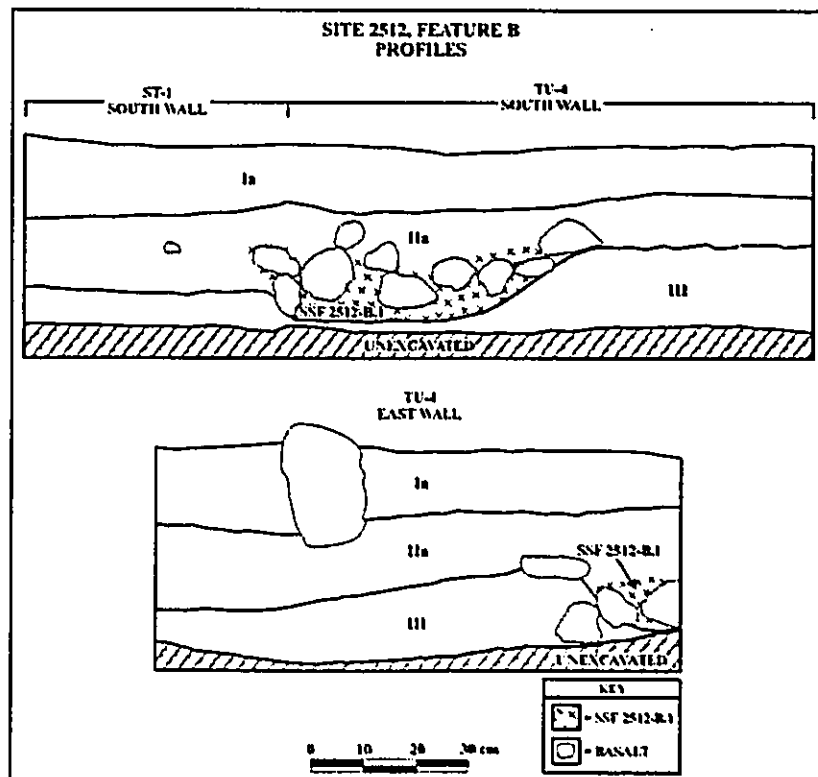 SITE 2512, FEATURE B
PROFILES
ST-1
SOUTH WALL
TU-4
SOUTH WALL
Ia
IIa
III
SSF 2512-B.1
UNEXCAVATED
TU-4
EAST WALL
Ia
IIa
SSF 2512-B.1
III
UNEXCAVATED
KEY
= SSF 2512-B.1
= BASALT
0 10 20 30 cm